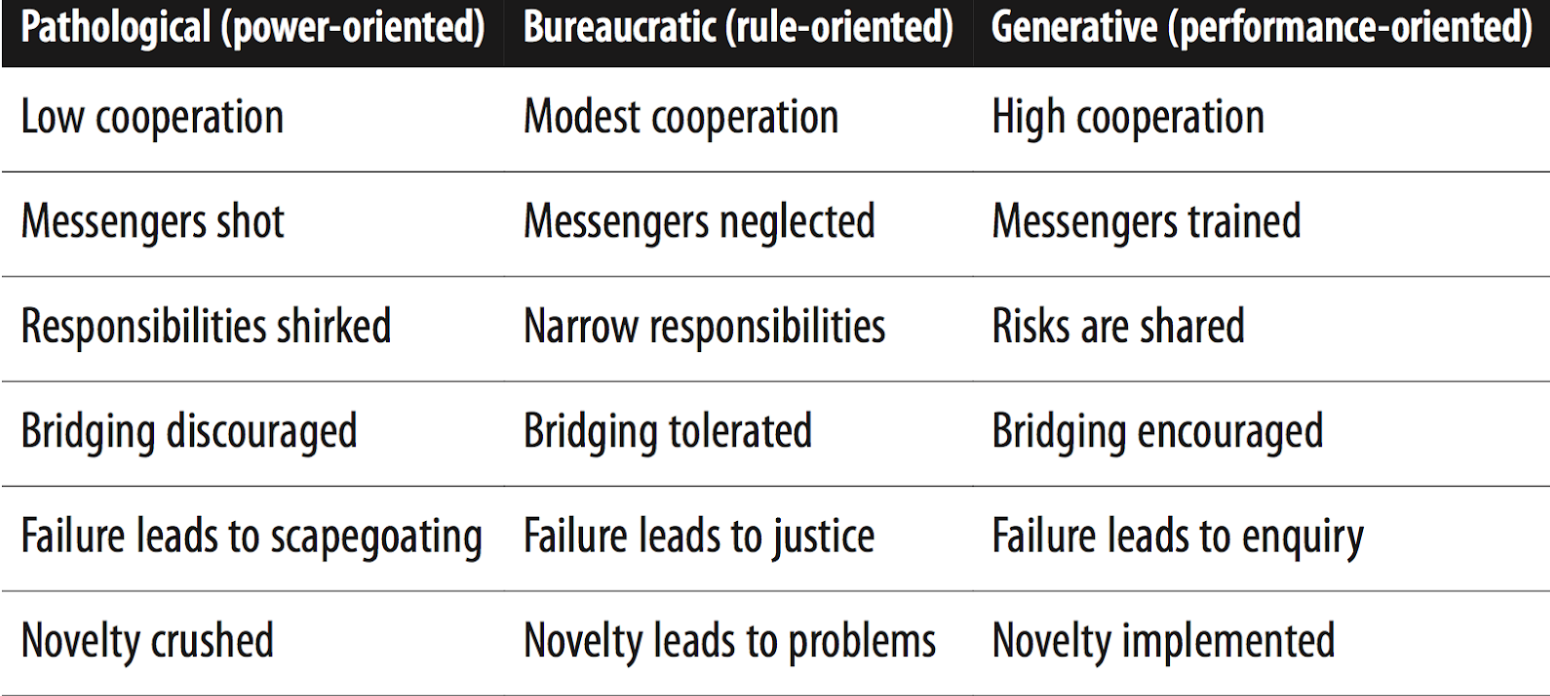 Pathological (power-oriented) Bureaucratic (rule-oriented) Generative (performance-oriented)
Low cooperation Modest cooperation High cooperation
Messengers shot Messengers neglected Messengers trained
Responsibilities shirked Narrow responsibilities Risks are shared
Bridging discouraged Bridging tolerated Bridging encouraged
Failure leads to scapegoating Failure leads to justice Failure leads to enquiry
Novelty crushed Novelty leads to problems Novelty implemented